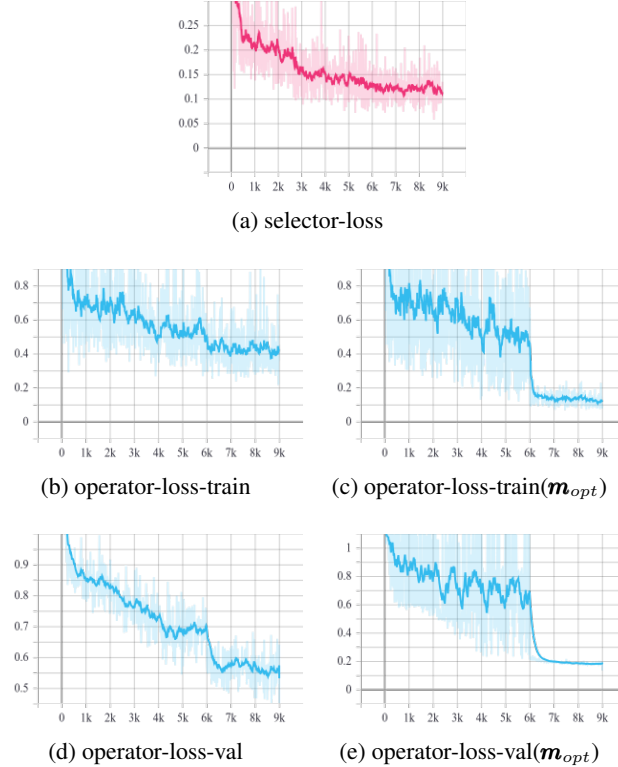 0.25
0.2
0.15
0.1
0.05
0
0 1k 2k 3k 4k 5k 6k 7k 8k 9k
(a) selector-loss
0.8
0.6
0.4
0.2
0
0 1k 2k 3k 4k 5k 6k 7k 8k 9k
(b) operator-loss-train
0.8
0.6
0.4
0.2
0
0 1k 2k 3k 4k 5k 6k 7k 8k 9k
(c) operator-loss-train(m_opt)
0.9
0.8
0.7
0.6
0.5
0 1k 2k 3k 4k 5k 6k 7k 8k 9k
(d) operator-loss-val
1
0.8
0.6
0.4
0.2
0
0 1k 2k 3k 4k 5k 6k 7k 8k 9k
(e) operator-loss-val(m_opt)